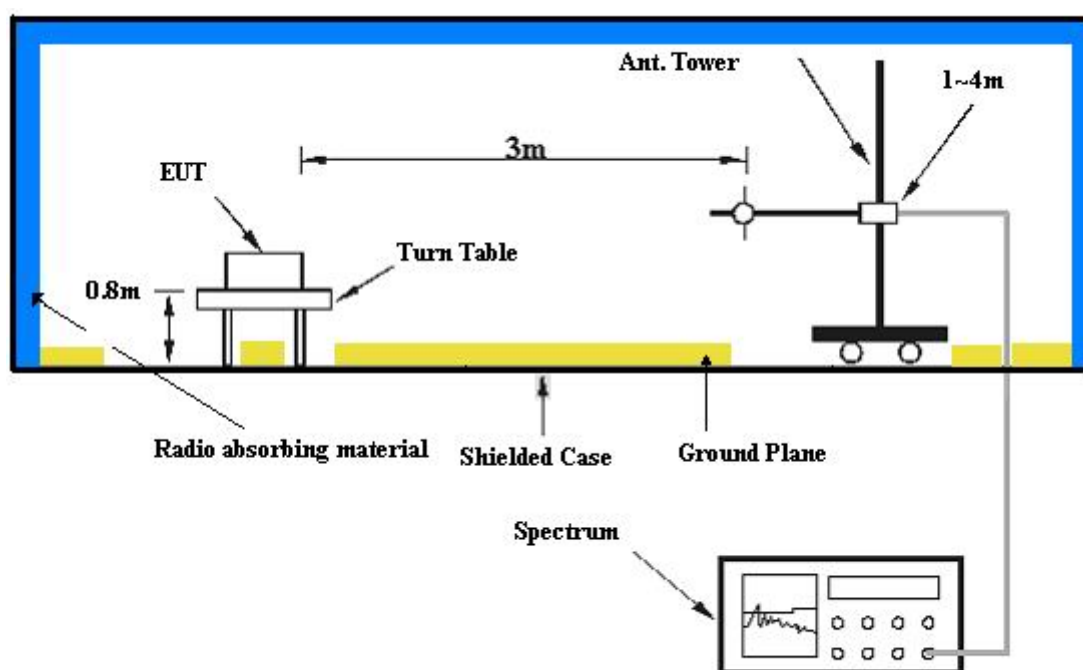 Ant. Tower
1~4m
3m
EUT
Turn Table
0.8m
Radio absorbing material
Shielded Case
Ground Plane
Spectrum